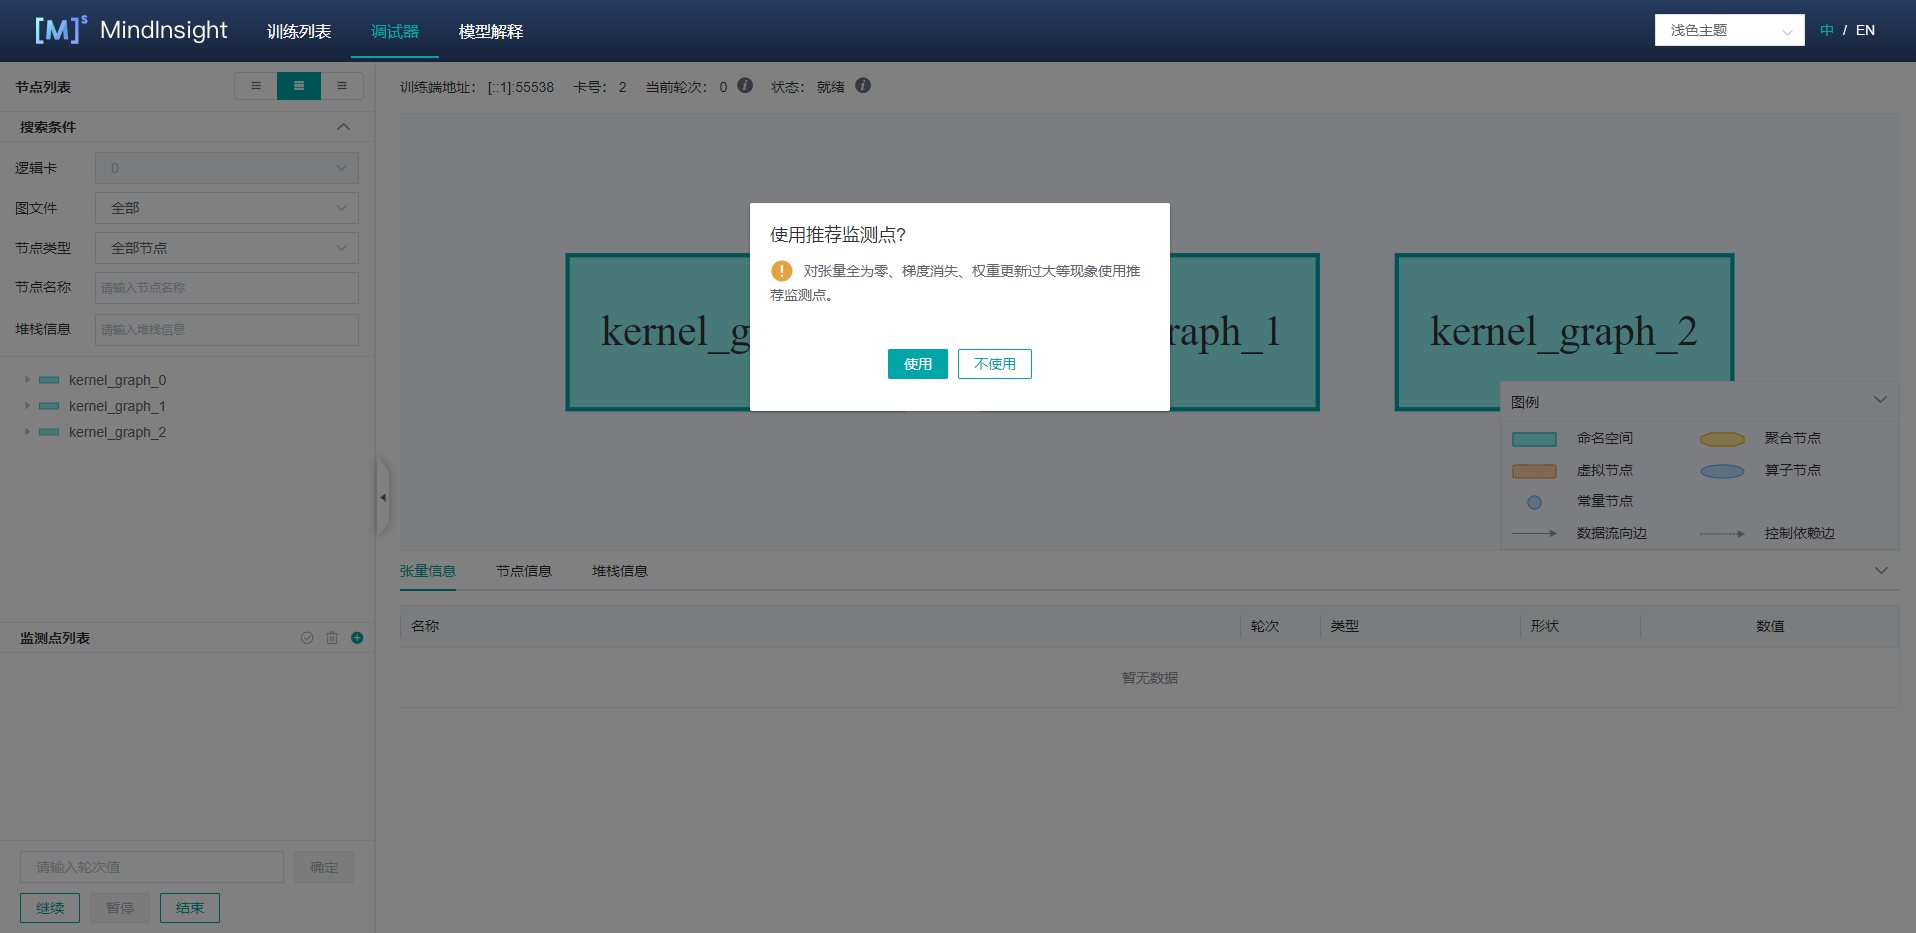 [M]s MindInsight 训练列表 调试器 模型解释 浅色主题 中 / EN
节点列表
搜索条件
逻辑卡 0
图文件 全部
节点类型 全部节点
节点名称 请输入节点名称
堆栈信息 请输入堆栈信息
kernel_graph_0
kernel_graph_1
kernel_graph_2
监测点列表
请输入轮次值 确定
继续 暂停 结束
训练端地址： [::1]:55538 卡号： 2 当前轮次： 0 状态： 就绪
kernel_g
raph_1
kernel_graph_2
使用推荐监测点?
对张量全为零、梯度消失、权重更新过大等现象使用推
荐监测点。
使用 不使用
图例
命名空间 聚合节点
虚拟节点 算子节点
常量节点
数据流向边 控制依赖边
张量信息 节点信息 堆栈信息
名称 轮次 类型 形状 数值
暂无数据